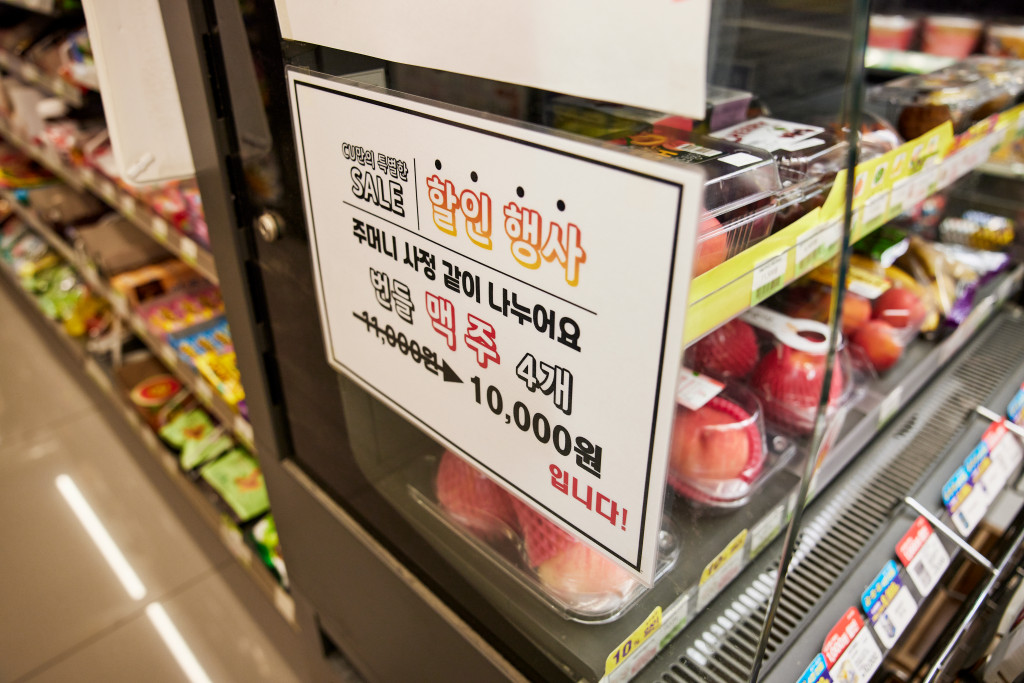 CU만의 특별한
SALE
할인 행사
주머니 사정 같이 나누어요
번들 맥주 4개
11,000원▶10,000원
입니다!
10%
10%